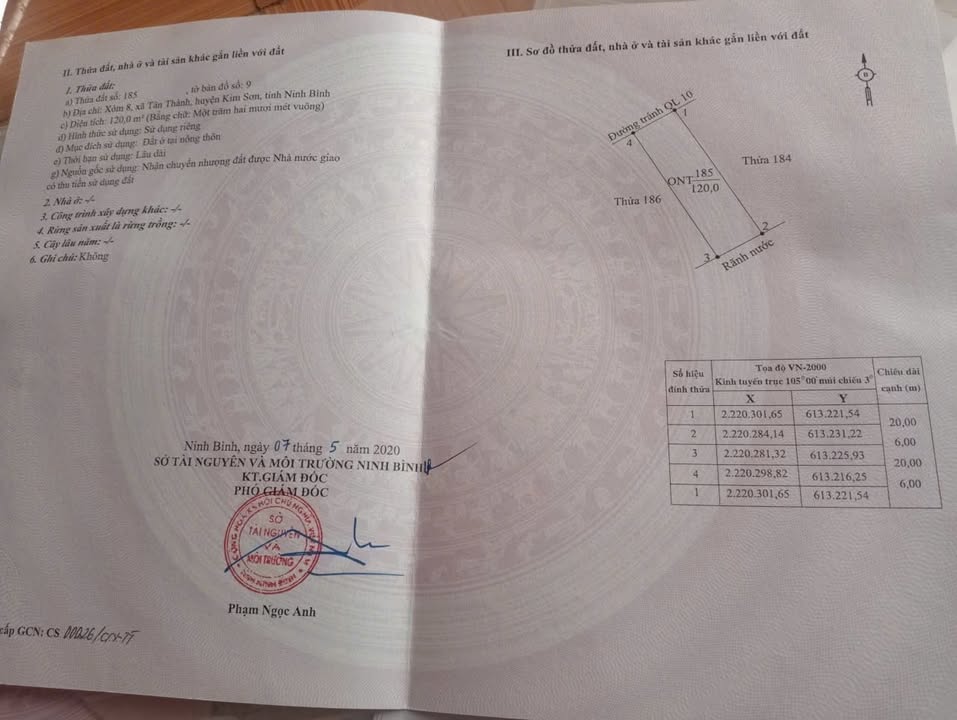 II. Thửa đất, nhà ở và tài sản khác gắn liền với đất
1. Thửa đất:
a) Thửa đất số: 185 , tờ bản đồ số: 9
b) Địa chỉ: Xóm 8, xã Tân Thành, huyện Kim Sơn, tỉnh Ninh Bình
c) Diện tích: 120,0 m² (Bằng chữ: Một trăm hai mươi mét vuông)
d) Hình thức sử dụng: Sử dụng riêng
đ) Mục đích sử dụng: Đất ở tại nông thôn
e) Thời hạn sử dụng: Lâu dài
g) Nguồn gốc sử dụng: Nhận chuyển nhượng đất được Nhà nước giao
có thu tiền sử dụng đất
2. Nhà ở: -/-
3. Công trình xây dựng khác: -/-
4. Rừng sản xuất là rừng trồng: -/-
5. Cây lâu năm: -/-
6. Ghi chú: Không
Ninh Bình, ngày 07 tháng 5 năm 2020
SỞ TÀI NGUYÊN VÀ MÔI TRƯỜNG NINH BÌNH
KT.GIÁM ĐỐC
PHÓ GIÁM ĐỐC
SỞ
TÀI NGUYÊN
VÀ
MÔI TRƯỜNG
Phạm Ngọc Anh
cấp GCN: CS
III. Sơ đồ thửa đất, nhà ở và tài sản khác gắn liền với đất
B
Đường tránh QL 10
1
4
Thửa 184
ONT 185
120,0
Thửa 186
2
3
Rãnh nước
Số hiệu đỉnh thửa
Tọa độ VN-2000
Kinh tuyến trục 105°00' múi chiếu 3°
Chiều dài cạnh (m)
X Y
1 2.220.301,65 613.221,54
20,00
2 2.220.284,14 613.231,22
6,00
3 2.220.281,32 613.225,93
20,00
4 2.220.298,82 613.216,25
6,00
1 2.220.301,65 613.221,54